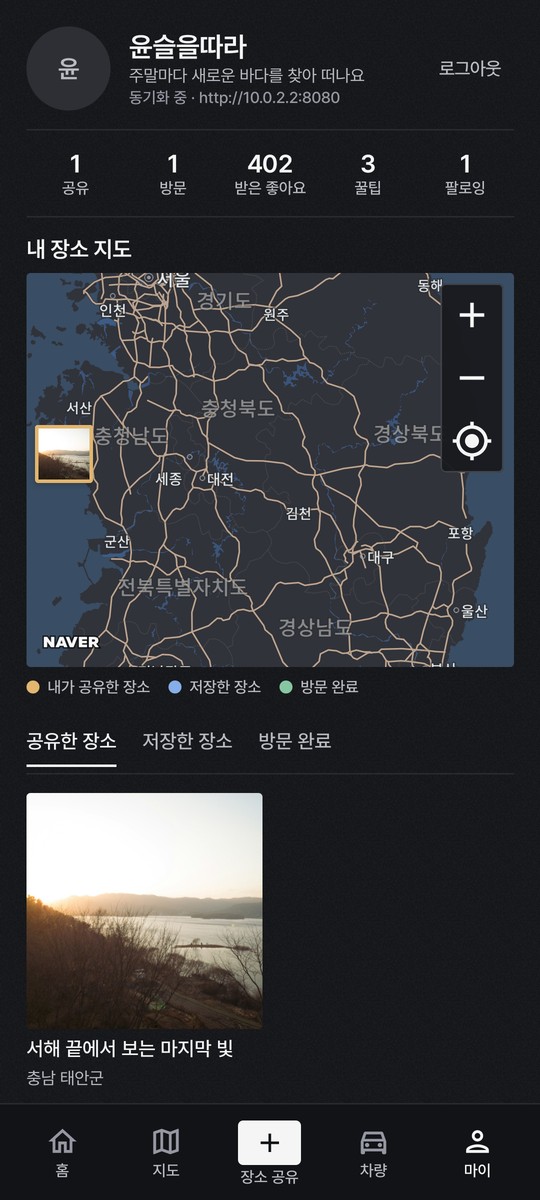 윤
윤슬을따라
주말마다 새로운 바다를 찾아 떠나요
동기화 중 · http://10.0.2.2:8080
로그아웃
1
공유
1
방문
402
받은 좋아요
3
꿀팁
1
팔로잉
내 장소 지도
서울
동해
경기도
인천
원주
서산
충청북도
충청남도
경상북도
세종
대전
김천
군산
포항
대구
전북특별자치도
울산
경상남도
NAVER
내가 공유한 장소
저장한 장소
방문 완료
공유한 장소
저장한 장소
방문 완료
서해 끝에서 보는 마지막 빛
충남 태안군
홈
지도
장소 공유
차량
마이